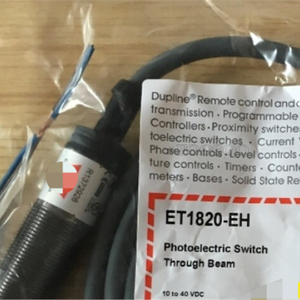 Dupline® Remote control and
transmission · Programmable
Controllers · Proximity switche
toelectric switches · Current
Phase controls · Level controls
ture controls · Timers · Counte
meters · Bases · Solid State Re
ET1820-EH
Photoelectric Switch
Through Beam
10 to 40 VDC